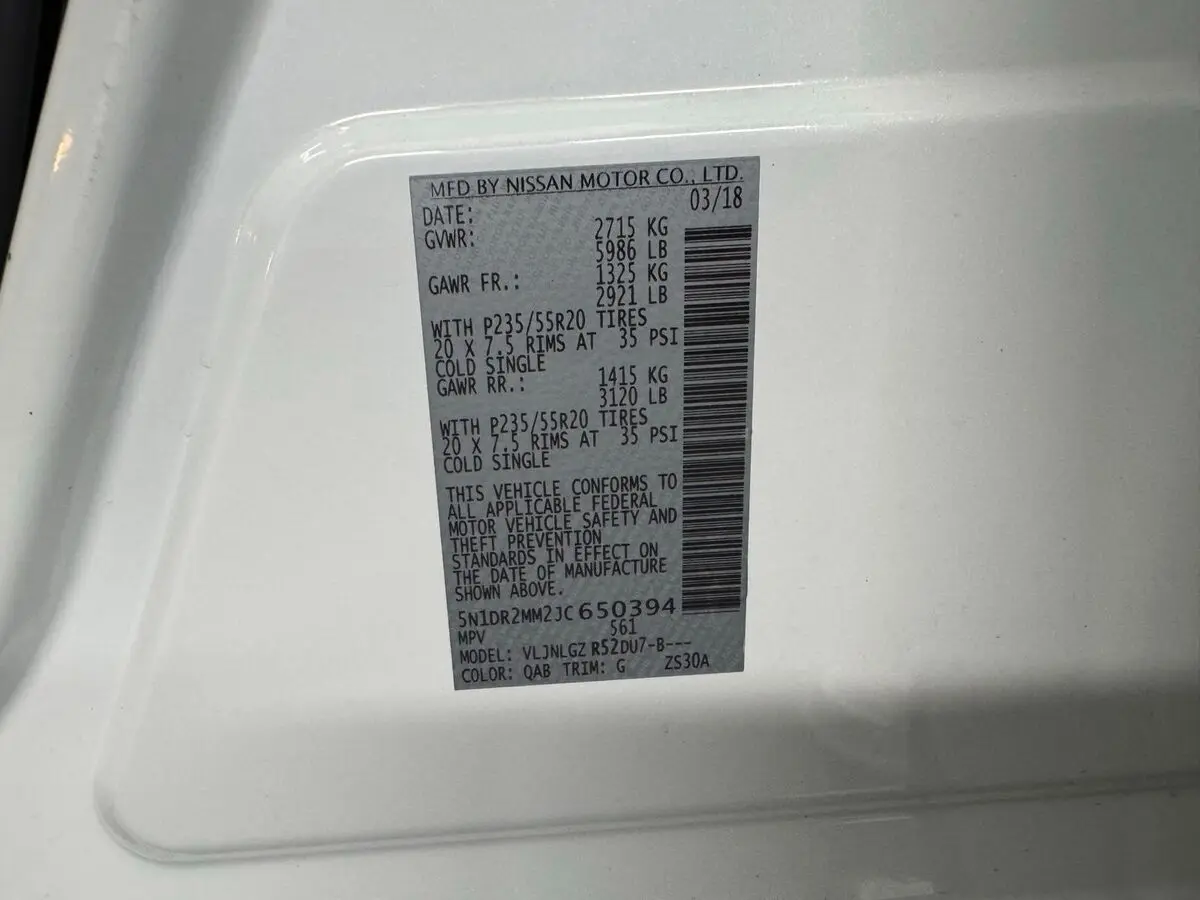 MFD BY NISSAN MOTOR CO., LTD.
DATE: 03/18
GVWR: 2715 KG
5986 LB
GAWR FR.: 1325 KG
2921 LB
WITH P235/55R20 TIRES
20 X 7.5 RIMS AT 35 PSI
COLD SINGLE
GAWR RR.: 1415 KG
3120 LB
WITH P235/55R20 TIRES
20 X 7.5 RIMS AT 35 PSI
COLD SINGLE
THIS VEHICLE CONFORMS TO
ALL APPLICABLE FEDERAL
MOTOR VEHICLE SAFETY AND
THEFT PREVENTION
STANDARDS IN EFFECT ON
THE DATE OF MANUFACTURE
SHOWN ABOVE.
5N1DR2MM2JC650394
MPV 561
MODEL: VLJNLGZ R52DU7-B---
COLOR: QAB TRIM: G ZS30A